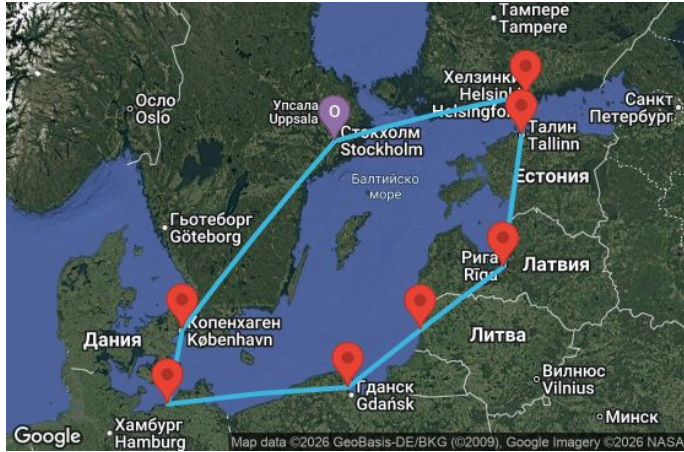 Тампере
Tampere
Хелзинки
Helsinki
Helsingfo
Осло
Oslo
Упсала
Uppsala
O
Стокхолм
Stockholm
Санкт
Петербург
Талин
Tallinn
Балтийско
море
ЕСТОНИЯ
Гьотеборг
Göteborg
Рига
Rīga
ЛАТВИЯ
Дания
Копенхаген
København
Литва
Гданск
Gdańsk
Вилнюс
Vilnius
Хамбург
Hamburg
Минск
Google
Map data ©2026 GeoBasis-DE/BKG (©2009), Google Imagery ©2026 NASA